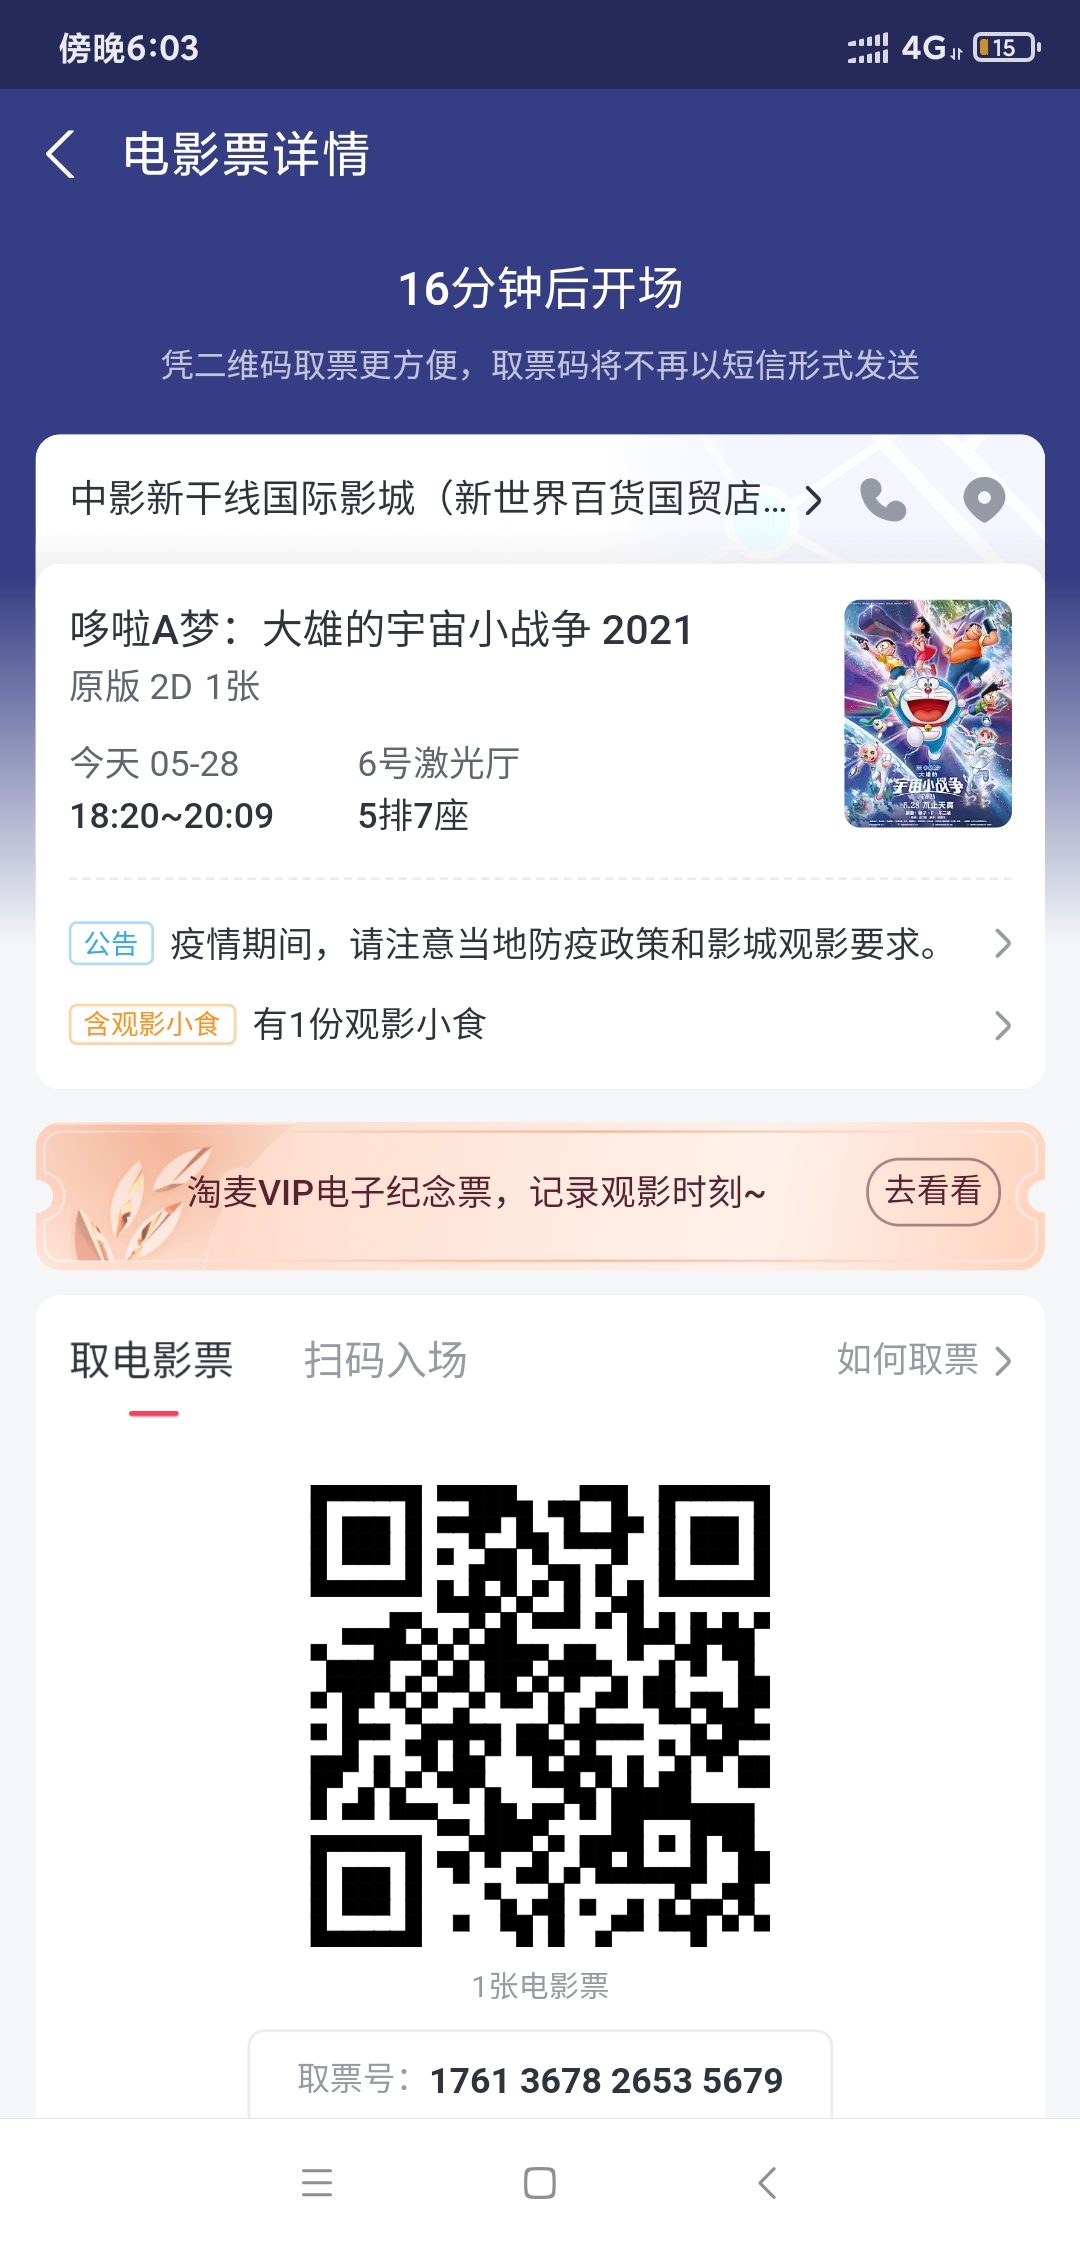 傍晚6:03
4G
15
电影票详情
16分钟后开场
凭二维码取票更方便，取票码将不再以短信形式发送
中影新干线国际影城（新世界百货国贸店...
哆啦A梦：大雄的宇宙小战争 2021
原版 2D 1张
今天 05-28
6号激光厅
18:20~20:09
5排7座
大雄的
宇宙小战争
公告
疫情期间，请注意当地防疫政策和影城观影要求。
含观影小食
有1份观影小食
淘麦VIP电子纪念票，记录观影时刻~
去看看
取电影票
扫码入场
如何取票
1张电影票
取票号：1761 3678 2653 5679